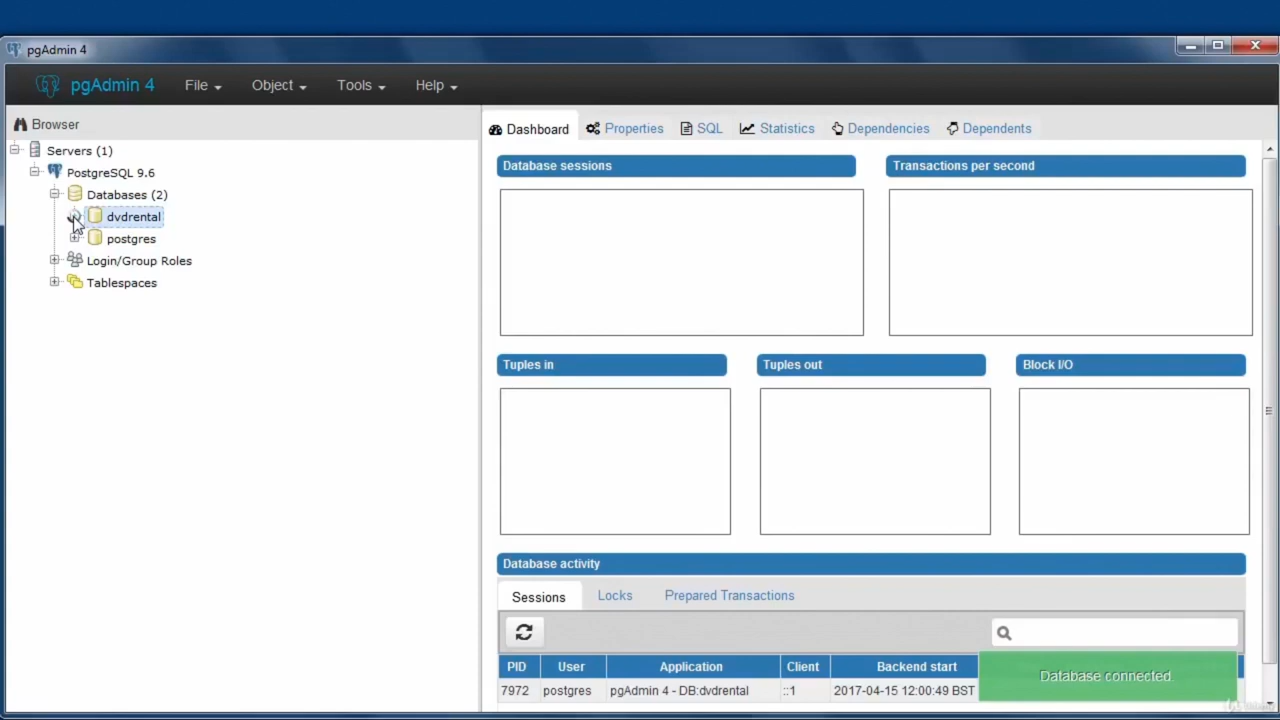 pgAdmin 4
pgAdmin 4 File Object Tools Help
Browser
Servers (1)
PostgreSQL 9.6
Databases (2)
dvdrental
postgres
Login/Group Roles
Tablespaces
Dashboard Properties SQL Statistics Dependencies Dependents
Database sessions Transactions per second
Tuples in Tuples out Block I/O
Database activity
Sessions Locks Prepared Transactions
PID User Application Client Backend start
7972 postgres pgAdmin 4 - DB:dvdrental ::1 2017-04-15 12:00:49 BST
Database connected.